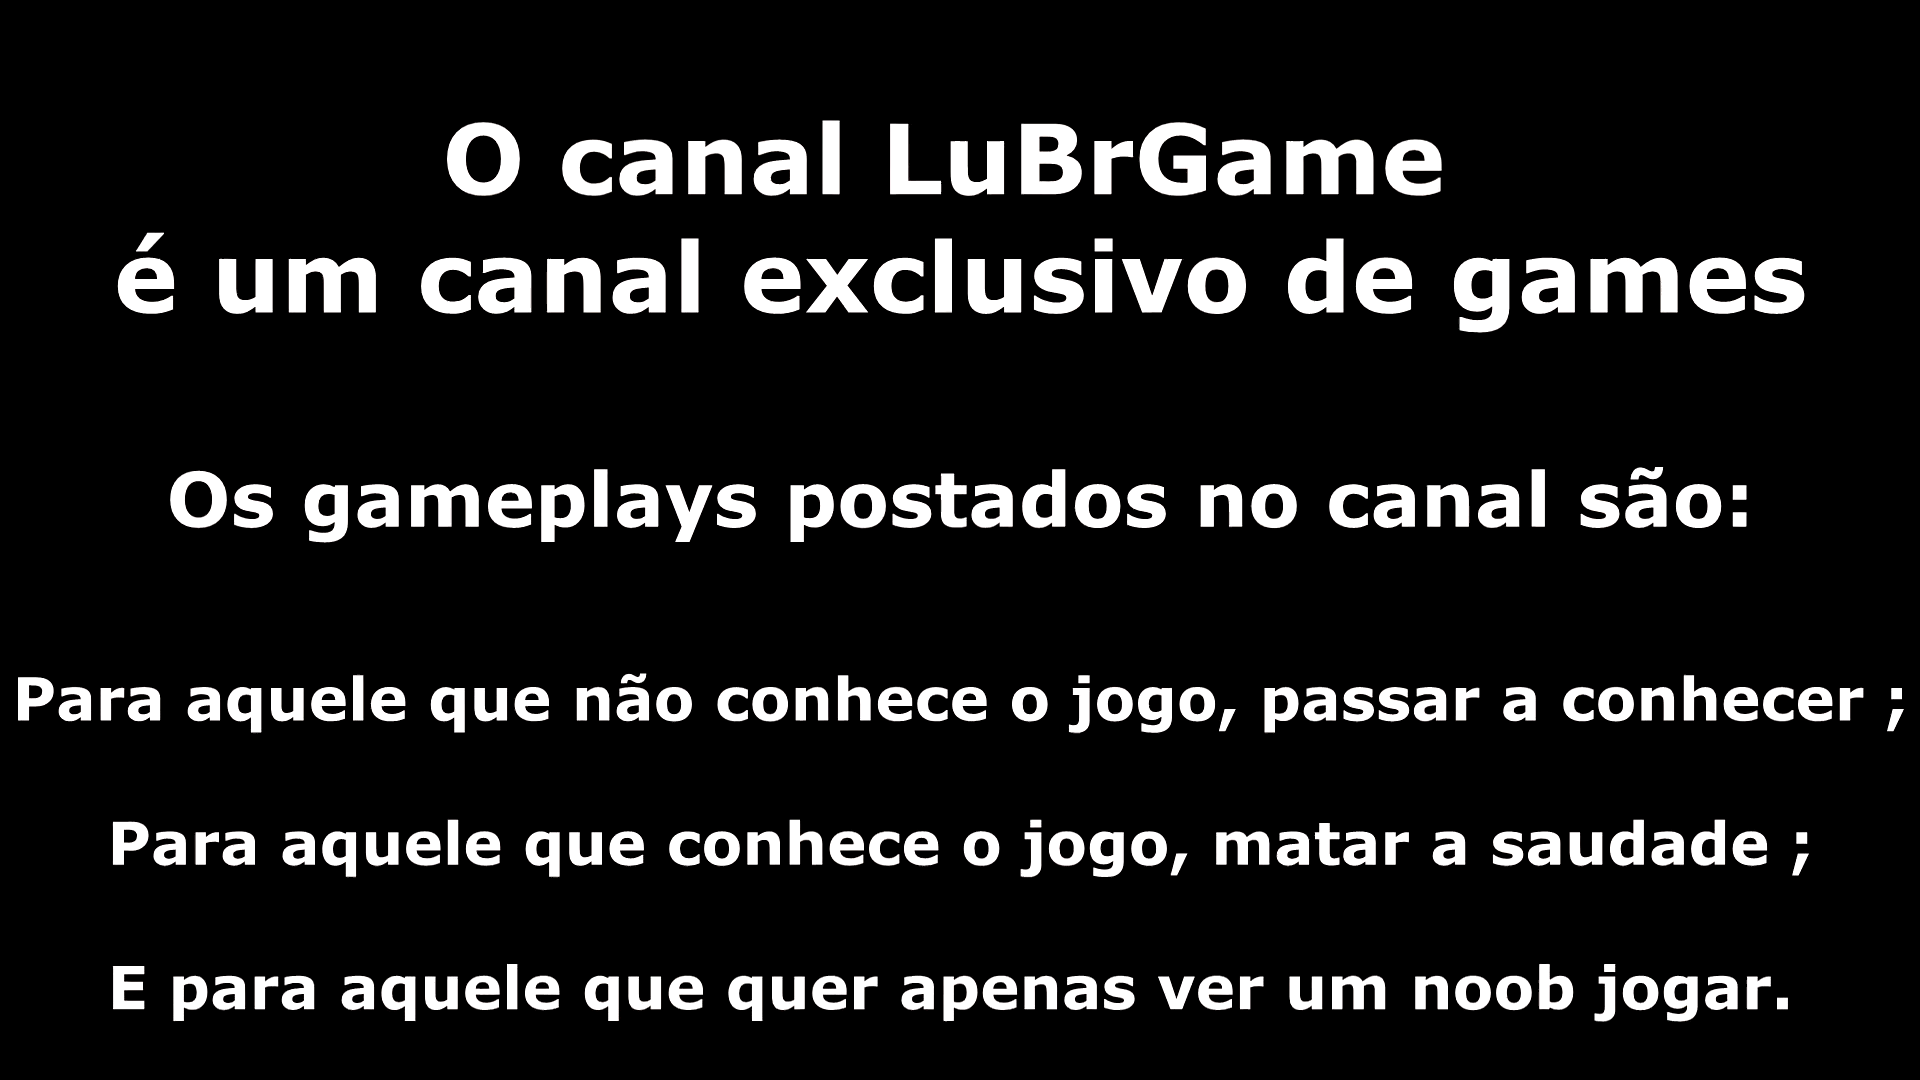 O canal LuBrGame
é um canal exclusivo de games
Os gameplays postados no canal são:
Para aquele que não conhece o jogo, passar a conhecer ;
Para aquele que conhece o jogo, matar a saudade ;
E para aquele que quer apenas ver um noob jogar.